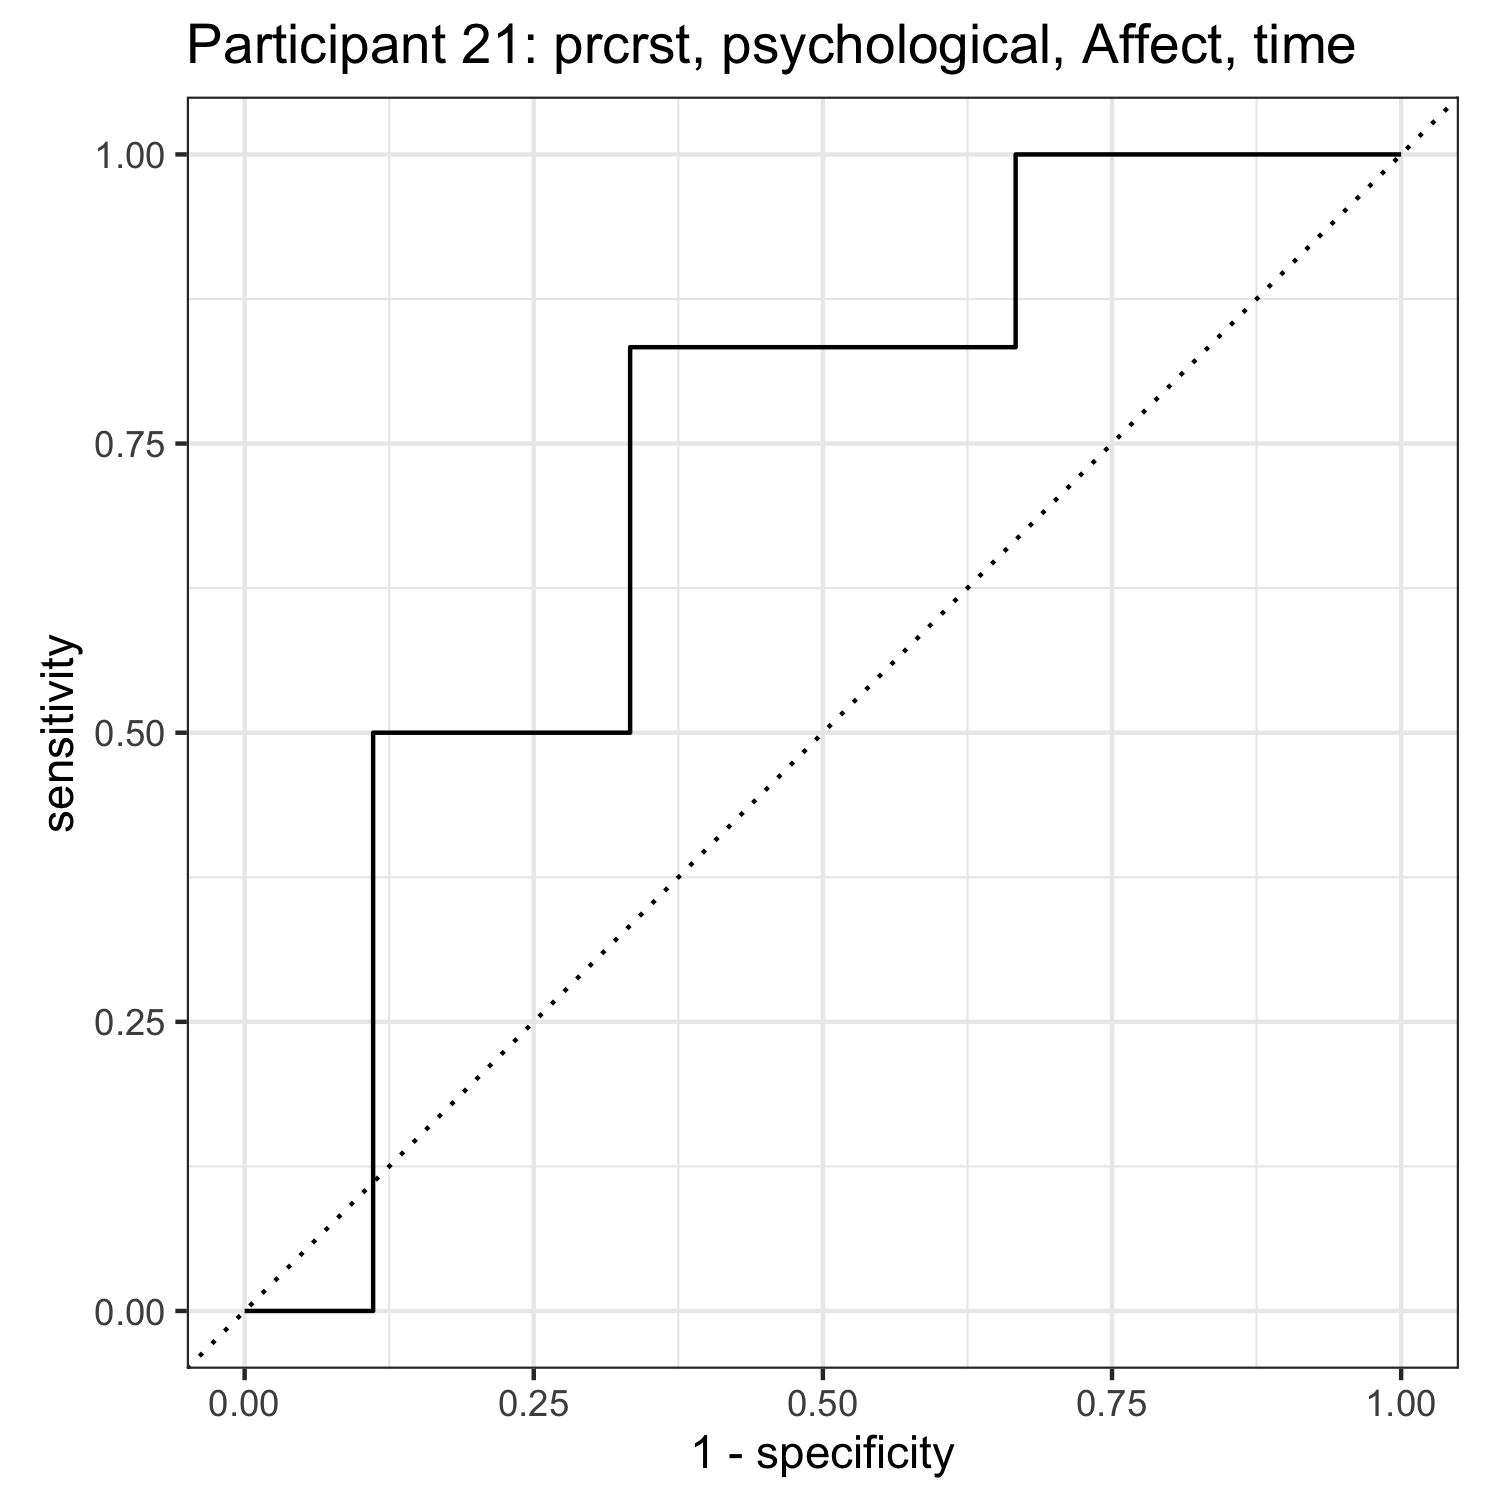 Participant 21: prcrst, psychological, Affect, time
1.00
0.75
0.50
0.25
0.00
sensitivity
0.00 0.25 0.50 0.75 1.00
1 - specificity